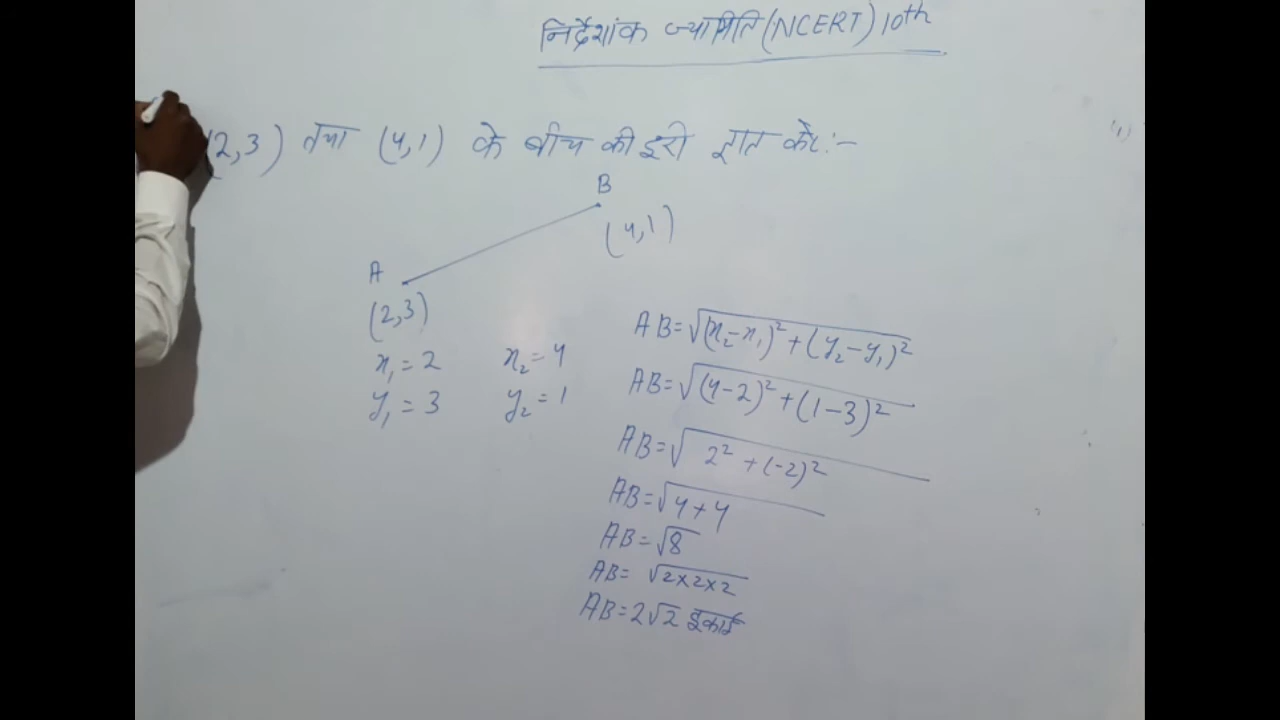 निर्देशांक ज्यामिति (NCERT) 10th
(2,3) तथा (4,1) के बीच की दूरी ज्ञात करें:-
B
(4,1)
A
(2,3)
x₁=2 x₂=4
y₁=3 y₂=1
AB=√(x₂-x₁)²+(y₂-y₁)²
AB=√(4-2)²+(1-3)²
AB=√2²+(-2)²
AB=√4+4
AB=√8
AB=√2×2×2
AB=2√2 इकाई